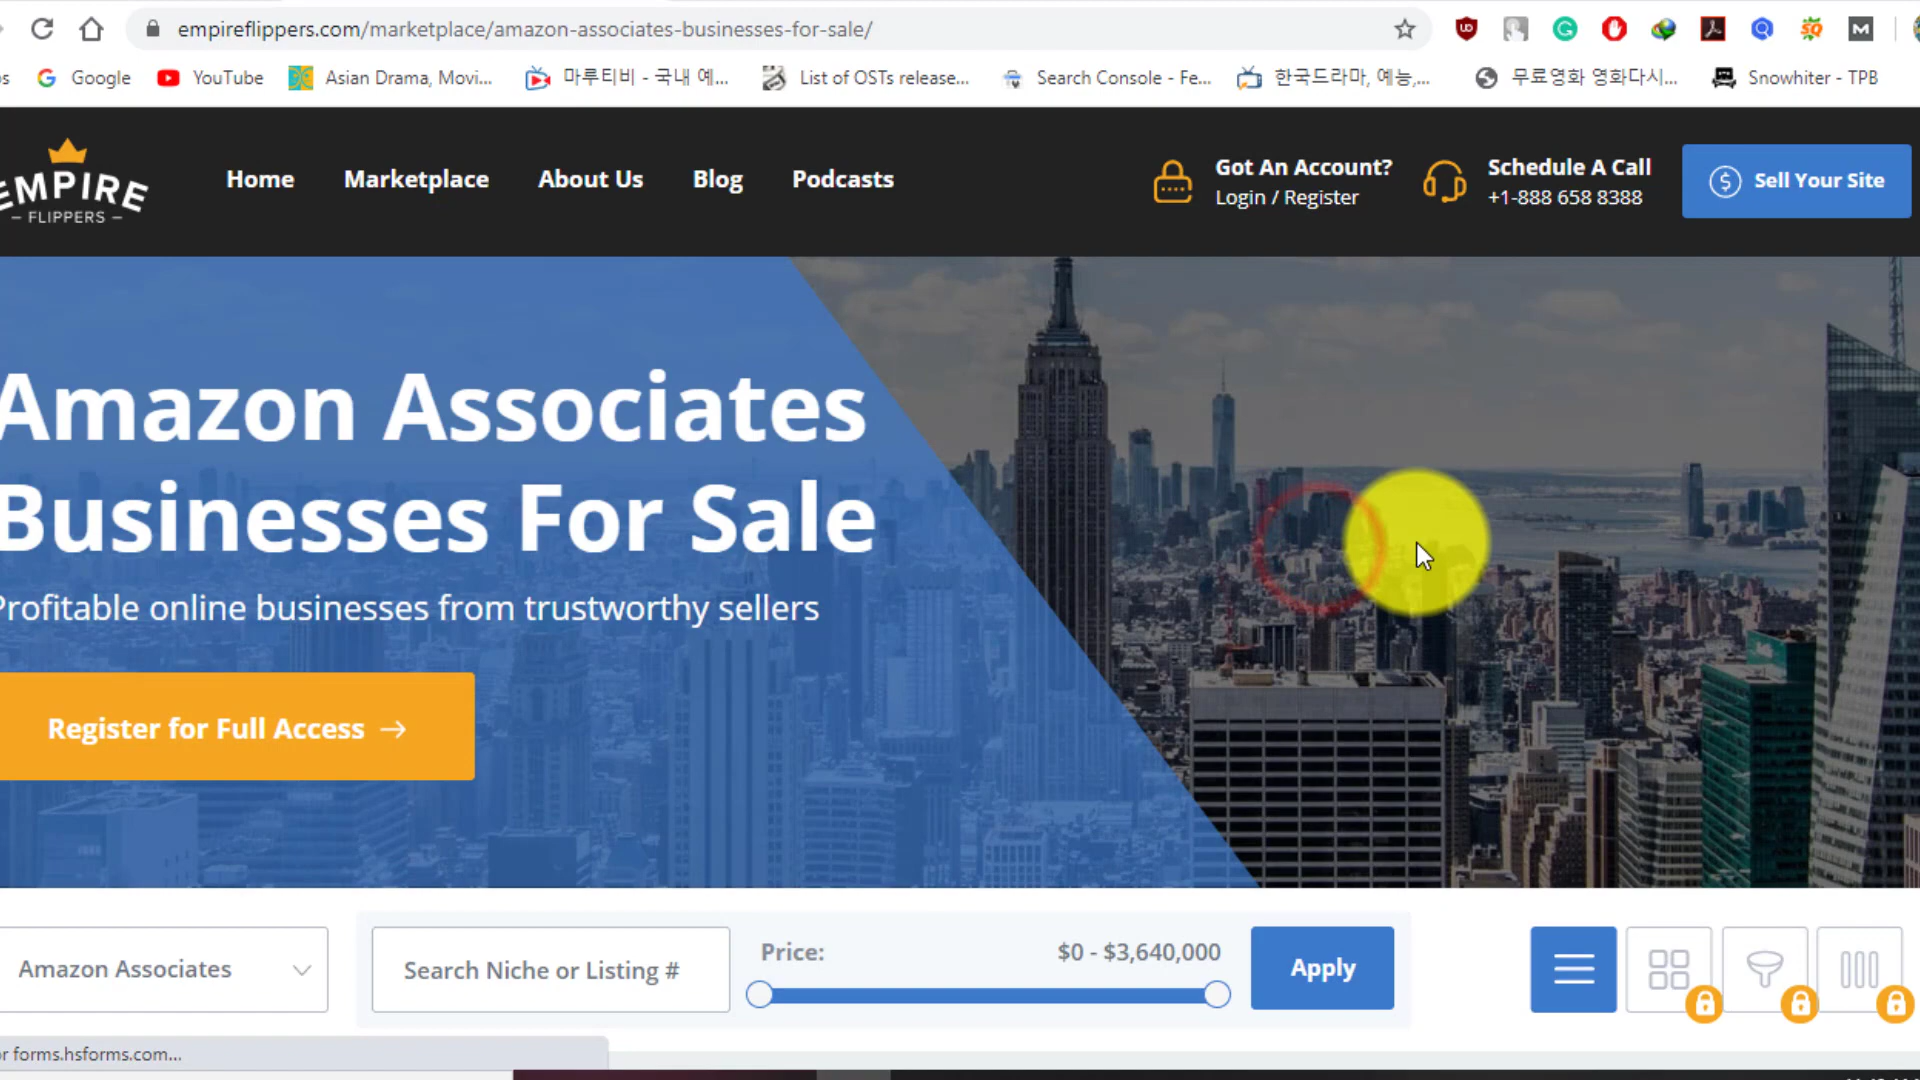 empireflippers.com/marketplace/amazon-associates-businesses-for-sale/
Google YouTube Asian Drama, Movi... 마루티비 - 국내 예... List of OSTs release... Search Console - Fe... 한국드라마, 예능,... 무료영화 영화다시... Snowhiter - TPB
EMPIRE
– FLIPPERS –
Home Marketplace About Us Blog Podcasts
Got An Account?
Login / Register
Schedule A Call
+1-888 658 8388
Sell Your Site
Amazon Associates
Businesses For Sale
Profitable online businesses from trustworthy sellers
Register for Full Access →
Amazon Associates
Search Niche or Listing #
Price: $0 - $3,640,000
Apply
or forms.hsforms.com...